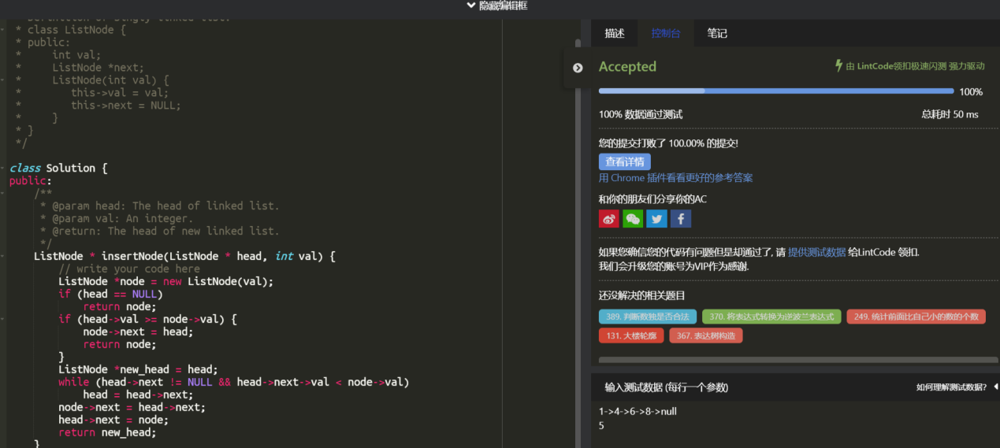 隐藏编辑框
Definition of singly-linked-list:
* class ListNode {
* public:
*     int val;
*     ListNode *next;
*     ListNode(int val) {
*        this->val = val;
*        this->next = NULL;
*     }
* }
*/
class Solution {
public:
    /**
     * @param head: The head of linked list.
     * @param val: An integer.
     * @return: The head of new linked list.
     */
    ListNode * insertNode(ListNode * head, int val) {
        // write your code here
        ListNode *node = new ListNode(val);
        if (head == NULL)
            return node;
        if (head->val >= node->val) {
            node->next = head;
            return node;
        }
        ListNode *new_head = head;
        while (head->next != NULL && head->next->val < node->val)
            head = head->next;
        node->next = head->next;
        head->next = node;
        return new_head;
    }
描述 控制台 笔记
Accepted 由 LintCode领扣极速闪测 强力驱动
100%
100% 数据通过测试 总耗时 50 ms
您的提交打败了 100.00% 的提交!
查看详情
用 Chrome 插件看看更好的参考答案
和你的朋友们分享你的AC
如果您确信您的代码有问题但是却通过了, 请 提供测试数据 给LintCode 领扣.
我们会升级您的账号为VIP作为感谢.
还没解决的相关题目
389. 判断数独是否合法 370. 将表达式转换为逆波兰表达式 249. 统计前面比自己小的数的个数
131. 大楼轮廓 367. 表达树构造
输入测试数据 (每行一个参数) 如何理解测试数据?
1->4->6->8->null
5